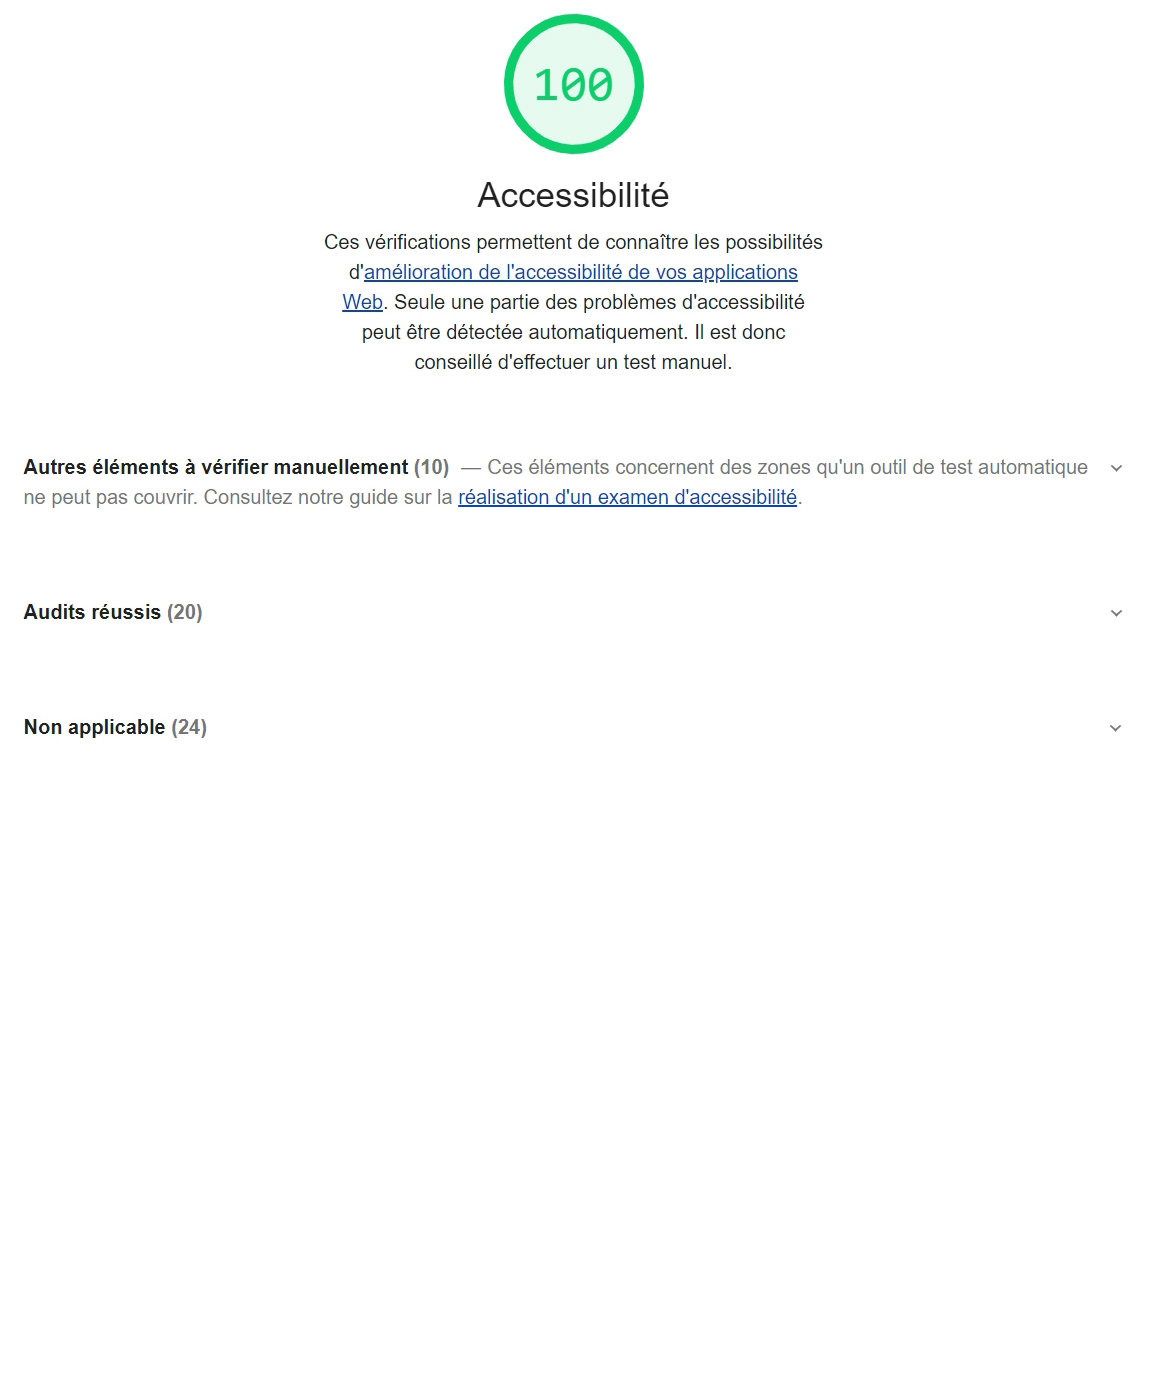 100
Accessibilité
Ces vérifications permettent de connaître les possibilités
d'amélioration de l'accessibilité de vos applications
Web. Seule une partie des problèmes d'accessibilité
peut être détectée automatiquement. Il est donc
conseillé d'effectuer un test manuel.
Autres éléments à vérifier manuellement (10) — Ces éléments concernent des zones qu'un outil de test automatique
ne peut pas couvrir. Consultez notre guide sur la réalisation d'un examen d'accessibilité.
Audits réussis (20)
Non applicable (24)